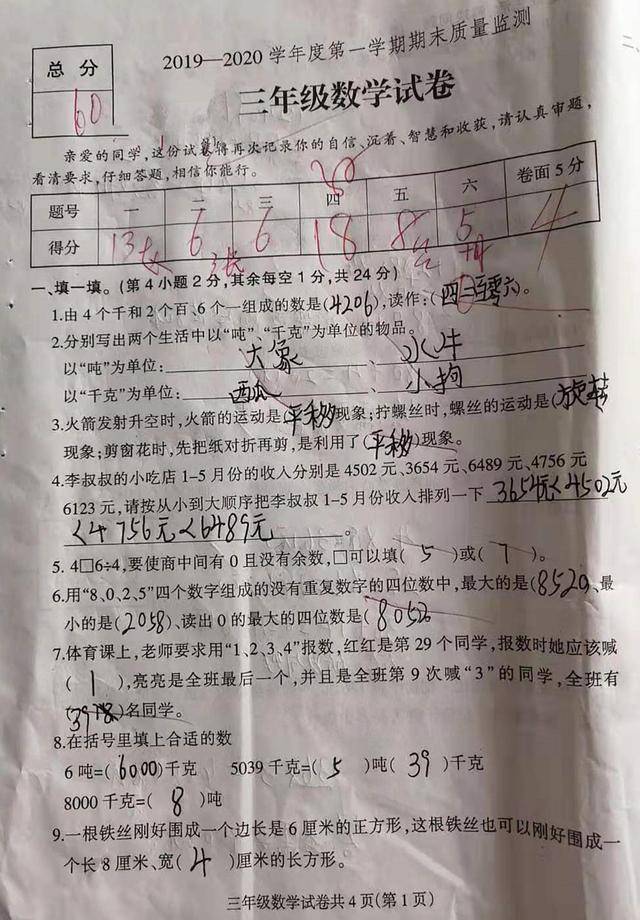 2019—2020 学年度第一学期期末质量监测
总 分
60
三年级数学试卷
亲爱的同学,这份试卷将再次记录你的自信、沉着、智慧和收获,请认真审题,
看清要求,仔细答题,相信你能行。
题号 一 二 三 四 五 六 卷面 5 分
得分 13 6 6 18 8 5 4
一、填一填。(第 4 小题 2 分,其余每空 1 分,共 24 分)
1.由 4 个千和 2 个百、6 个一组成的数是(4206),读作:(四二百零六)。
2.分别写出两个生活中以“吨”、“千克”为单位的物品。
以“吨”为单位: 大象 、 水牛
以“千克”为单位: 西瓜 、 小狗
3.火箭发射升空时,火箭的运动是(平移)现象;拧螺丝时,螺丝的运动是(旋转)
现象;剪窗花时,先把纸对折再剪,是利用了(平移)现象。
4.李叔叔的小吃店 1–5 月份的收入分别是 4502 元、3654 元、6489 元、4756 元
6123 元,请按从小到大顺序把李叔叔 1–5 月份收入排列一下 3654元<4502元
<4756元<6489元 。
5. 4□6÷4,要使商中间有 0 且没有余数,□可以填( 5 )或( 7 )。
6.用“8、0、2、5”四个数字组成的没有重复数字的四位数中,最大的是(8520)、最
小的是(2058)、读出 0 的最大的四位数是( 8052
7.体育课上,老师要求用“1、2、3、4”报数,红红是第 29 个同学,报数时她应该喊
( 1 ),亮亮是全班最后一个,并且是全班第 9 次喊“3”的同学,全班有
(39)名同学。
8.在括号里填上合适的数
6 吨=(6000)千克 5039 千克=( 5 )吨( 39 )千克
8000 千克=( 8 )吨
9.一根铁丝刚好围成一个边长是 6 厘米的正方形,这根铁丝也可以刚好围成一
个长 8 厘米、宽( 4 )厘米的长方形。
三年级数学试卷共 4 页(第 1 页)